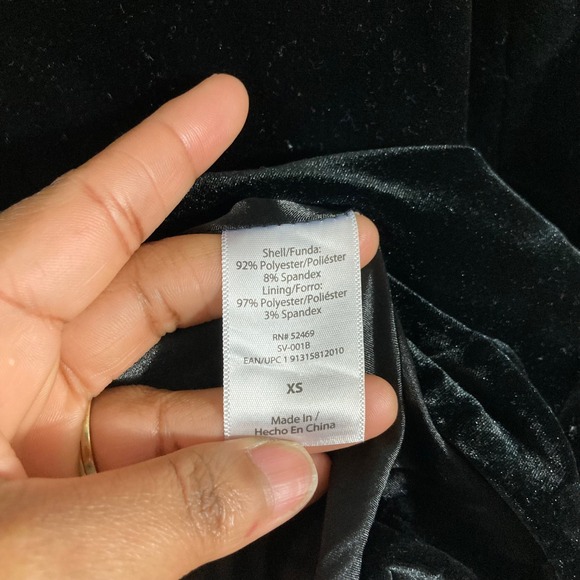 Shell/Funda:
92% Polyester/Poliéster
8% Spandex
Lining/Forro:
97% Polyester/Poliéster
3% Spandex
RN# 52469
SV-001B
EAN/UPC 1 91315812010
XS
Made In /
Hecho En China